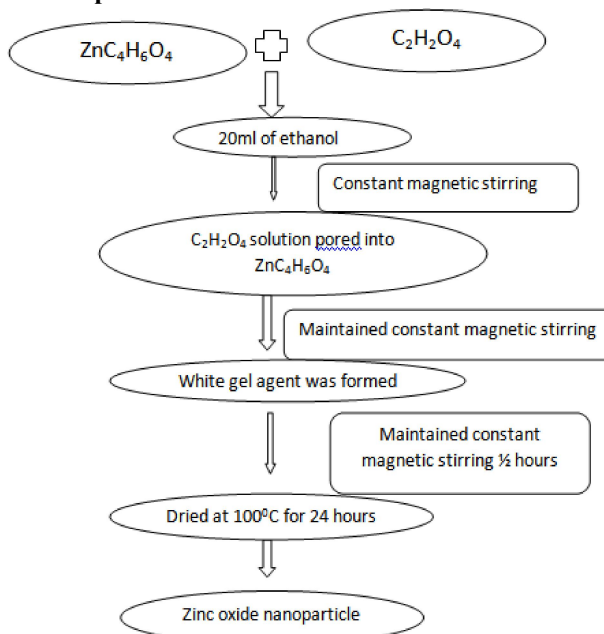 ZnC₄H₆O₄
C₂H₂O₄
20ml of ethanol
Constant magnetic stirring
C₂H₂O₄ solution pored into
ZnC₄H₆O₄
Maintained constant magnetic stirring
White gel agent was formed
Maintained constant
magnetic stirring ½ hours
Dried at 100⁰C for 24 hours
Zinc oxide nanoparticle